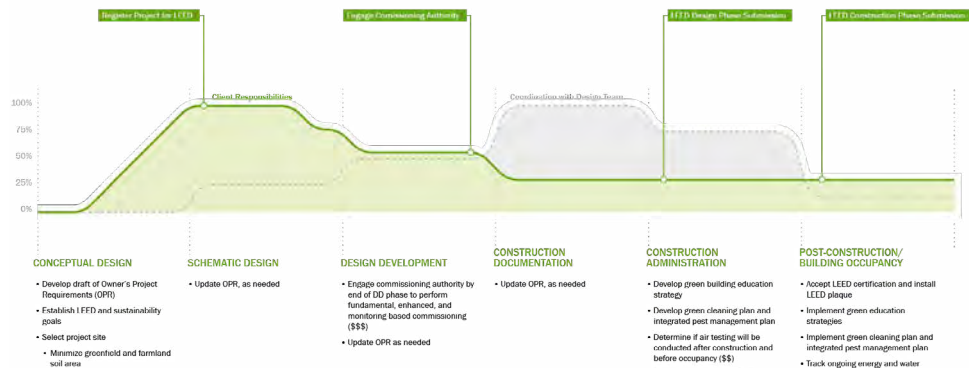 Register Project for LEED
Engage Comissioning Authority
LEED Design Phase Submission
LEED Construction Phase Submission
Client Responsibilities
Coordination with Design Team
100%
75%
50%
25%
0%
CONCEPTUAL DESIGN
• Develop draft of Owner's Project
Requirements (OPR)
• Establish LEED and sustainability
goals
• Select project site
• Minimize greenfield and farmland
soil area
SCHEMATIC DESIGN
• Update OPR, as needed
DESIGN DEVELOPMENT
• Engage commissioning authority by
end of DD phase to perform
fundamental, enhanced, and
monitoring based commissioning
($$$)
• Update OPR as needed
CONSTRUCTION
DOCUMENTATION
• Update OPR, as needed
CONSTRUCTION
ADMINISTRATION
• Develop green building education
strategy
• Develop green cleaning plan and
integrated pest management plan
• Determine if air testing will be
conducted after construction and
before occupancy ($$)
POST-CONSTRUCTION/
BUILDING OCCUPANCY
• Accept LEED certification and install
LEED plaque
• Implement green education
strategies
• Implement green cleaning plan and
integrated pest management plan
• Track ongoing energy and water